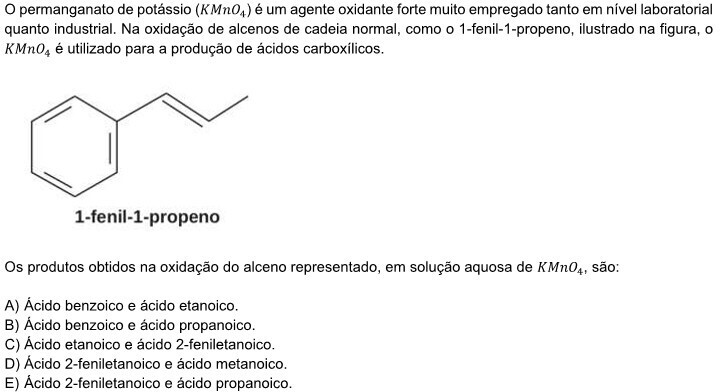 O permanganato de potássio (KMnO₄) é um agente oxidante forte muito empregado tanto em nível laboratorial
quanto industrial. Na oxidação de alcenos de cadeia normal, como o 1-fenil-1-propeno, ilustrado na figura, o
KMnO₄ é utilizado para a produção de ácidos carboxílicos.
1-fenil-1-propeno
Os produtos obtidos na oxidação do alceno representado, em solução aquosa de KMnO₄, são:
A) Ácido benzoico e ácido etanoico.
B) Ácido benzoico e ácido propanoico.
C) Ácido etanoico e ácido 2-feniletanoico.
D) Ácido 2-feniletanoico e ácido metanoico.
E) Ácido 2-feniletanoico e ácido propanoico.